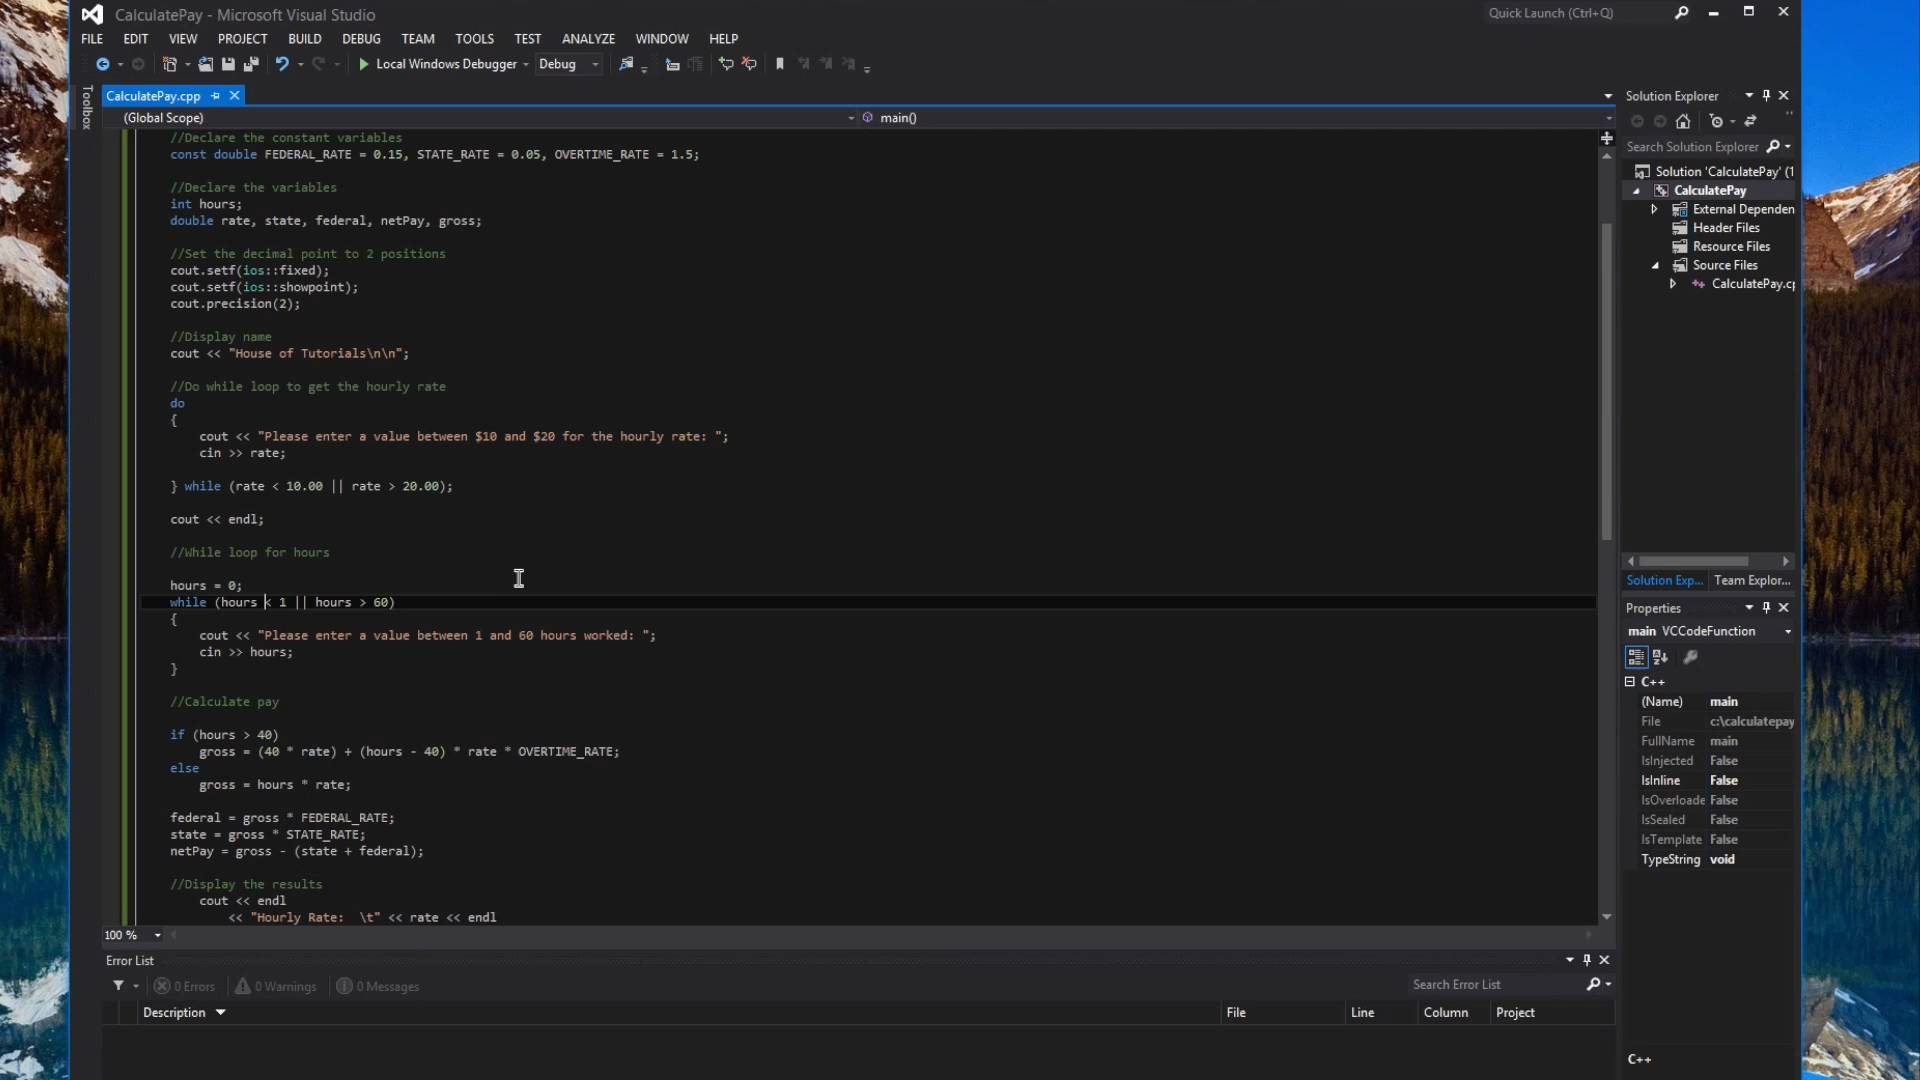 CalculatePay - Microsoft Visual Studio
Quick Launch (Ctrl+Q)
FILE EDIT VIEW PROJECT BUILD DEBUG TEAM TOOLS TEST ANALYZE WINDOW HELP
Local Windows Debugger Debug
Toolbox
CalculatePay.cpp
(Global Scope) main()
//Declare the constant variables
const double FEDERAL_RATE = 0.15, STATE_RATE = 0.05, OVERTIME_RATE = 1.5;
//Declare the variables
int hours;
double rate, state, federal, netPay, gross;
//Set the decimal point to 2 positions
cout.setf(ios::fixed);
cout.setf(ios::showpoint);
cout.precision(2);
//Display name
cout << "House of Tutorials\n\n";
//Do while loop to get the hourly rate
do
{
cout << "Please enter a value between $10 and $20 for the hourly rate: ";
cin >> rate;
} while (rate < 10.00 || rate > 20.00);
cout << endl;
//While loop for hours
hours = 0;
while (hours < 1 || hours > 60)
{
cout << "Please enter a value between 1 and 60 hours worked: ";
cin >> hours;
}
//Calculate pay
if (hours > 40)
gross = (40 * rate) + (hours - 40) * rate * OVERTIME_RATE;
else
gross = hours * rate;
federal = gross * FEDERAL_RATE;
state = gross * STATE_RATE;
netPay = gross - (state + federal);
//Display the results
cout << endl
<< "Hourly Rate:  \t" << rate << endl
100 %
Error List
0 Errors 0 Warnings 0 Messages
Search Error List
Description File Line Column Project
Solution Explorer
Search Solution Explorer
Solution 'CalculatePay' (1
CalculatePay
External Dependen
Header Files
Resource Files
Source Files
CalculatePay.cp
Solution Exp... Team Explor...
Properties
main VCCodeFunction
C++
(Name) main
File c:\calculatepay
FullName main
IsInjected False
IsInline False
IsOverloade False
IsSealed False
IsTemplate False
TypeString void
C++